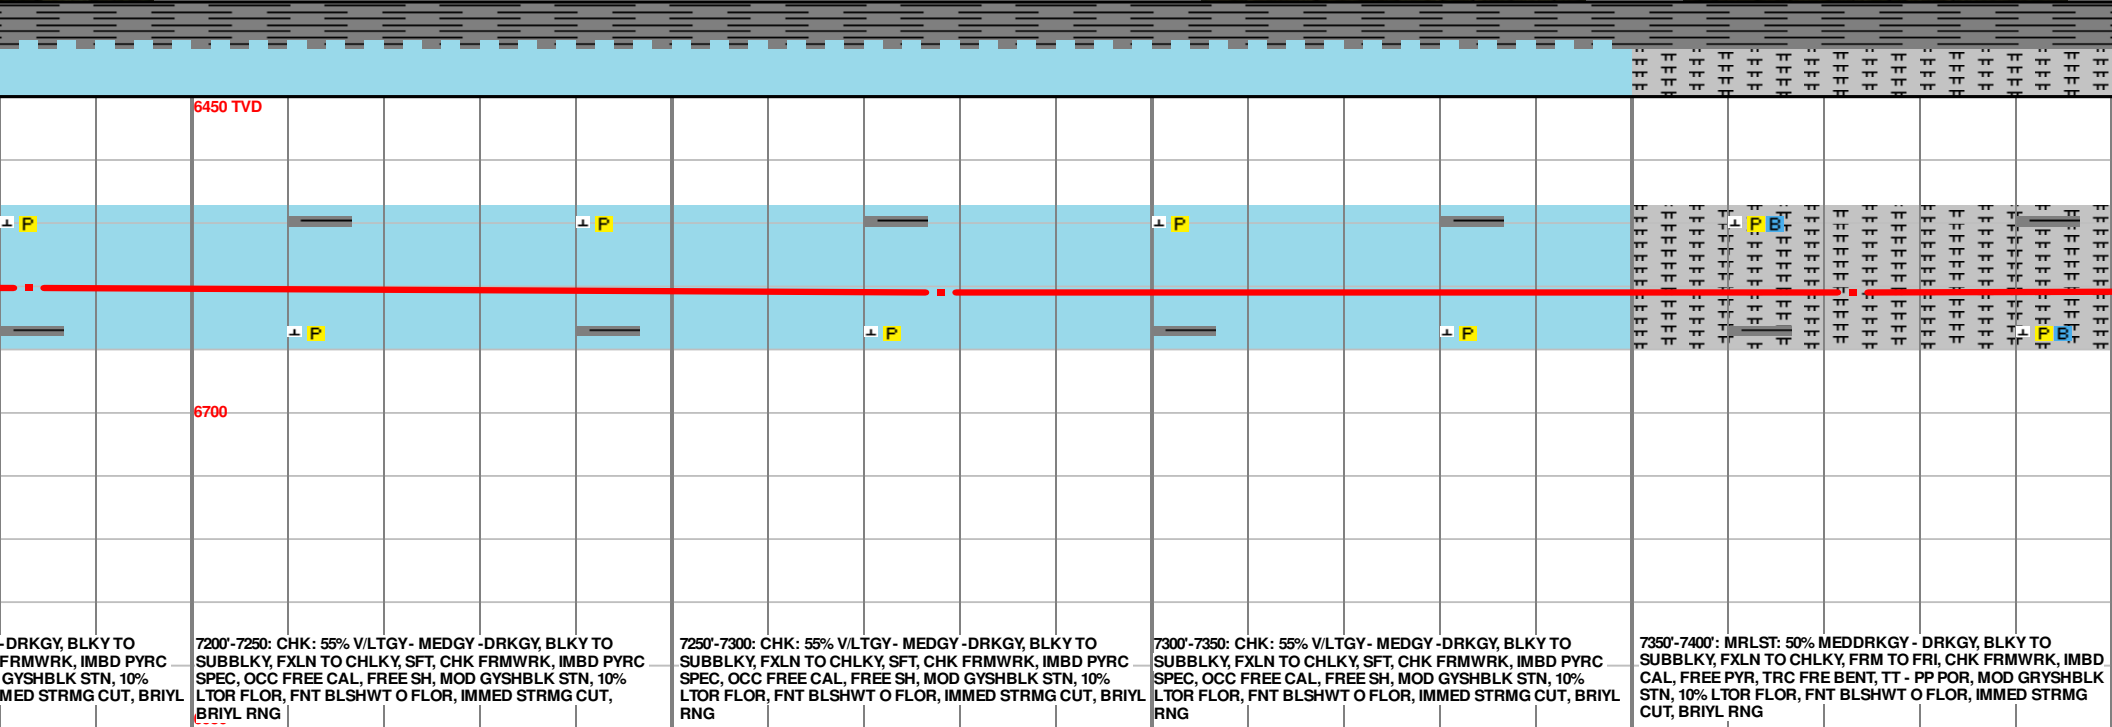 6450 TVD
P
P
P
P B
P
P
P
P B
6700
-DRKGY, BLKY TO
FRMWRK, IMBD PYRC
GYSHBLK STN, 10%
MED STRMG CUT, BRIYL
7200'-7250: CHK: 55% V/LTGY- MEDGY -DRKGY, BLKY TO
SUBBLKY, FXLN TO CHLKY, SFT, CHK FRMWRK, IMBD PYRC
SPEC, OCC FREE CAL, FREE SH, MOD GYSHBLK STN, 10%
LTOR FLOR, FNT BLSHWT O FLOR, IMMED STRMG CUT,
BRIYL RNG
7250'-7300: CHK: 55% V/LTGY- MEDGY -DRKGY, BLKY TO
SUBBLKY, FXLN TO CHLKY, SFT, CHK FRMWRK, IMBD PYRC
SPEC, OCC FREE CAL, FREE SH, MOD GYSHBLK STN, 10%
LTOR FLOR, FNT BLSHWT O FLOR, IMMED STRMG CUT, BRIYL
RNG
7300'-7350: CHK: 55% V/LTGY- MEDGY -DRKGY, BLKY TO
SUBBLKY, FXLN TO CHLKY, SFT, CHK FRMWRK, IMBD PYRC
SPEC, OCC FREE CAL, FREE SH, MOD GYSHBLK STN, 10%
LTOR FLOR, FNT BLSHWT O FLOR, IMMED STRMG CUT, BRIYL
RNG
7350'-7400': MRLST: 50% MEDDRKGY - DRKGY, BLKY TO
SUBBLKY, FXLN TO CHLKY, FRM TO FRI, CHK FRMWRK, IMBD
CAL, FREE PYR, TRC FRE BENT, TT - PP POR, MOD GRYSHBLK
STN, 10% LTOR FLOR, FNT BLSHWT O FLOR, IMMED STRMG
CUT, BRIYL RNG